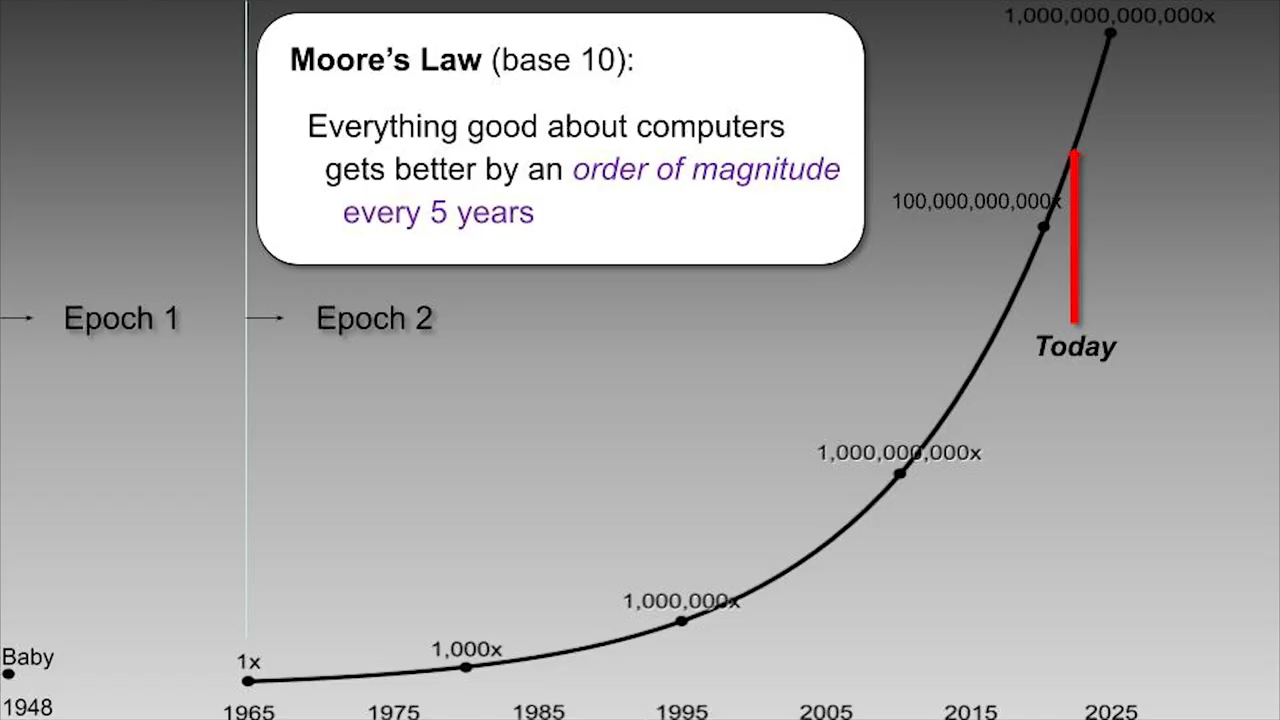 1,000,000,000,000x
Moore’s Law (base 10):
Everything good about computers
gets better by an order of magnitude
every 5 years
100,000,000,000x
Epoch 1
Epoch 2
Today
1,000,000,000x
1,000,000x
1,000x
1x
Baby
1948
1965
1975
1985
1995
2005
2015
2025